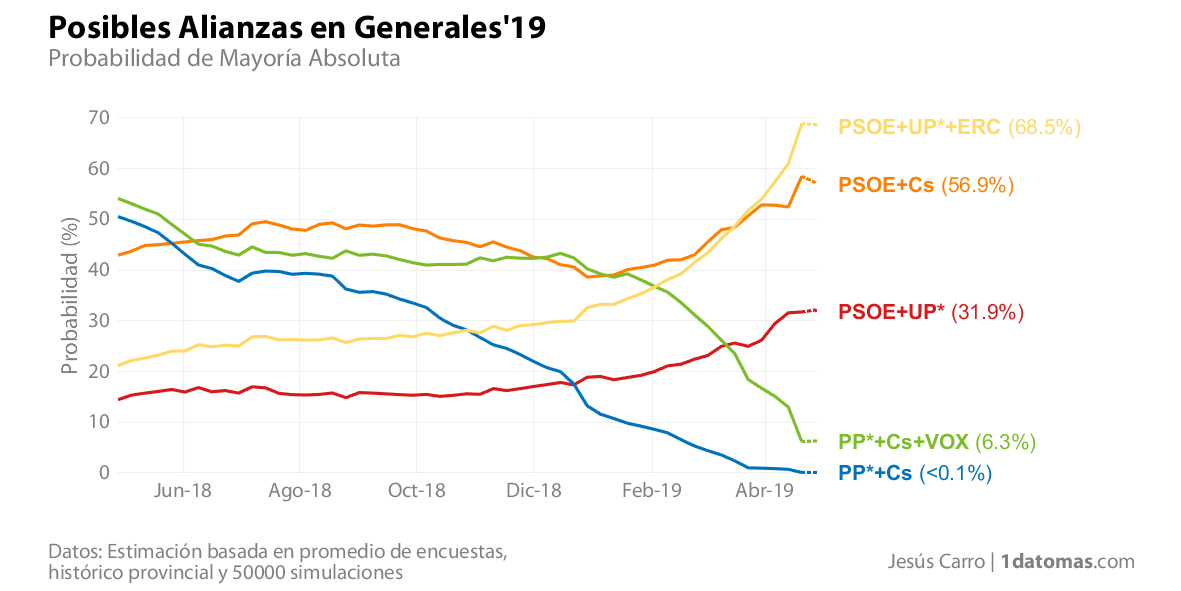 Posibles Alianzas en Generales'19
Probabilidad de Mayoría Absoluta
Probabilidad (%)
70
60
50
40
30
20
10
0
Jun-18
Ago-18
Oct-18
Dic-18
Feb-19
Abr-19
PSOE+UP*+ERC (68.5%)
PSOE+Cs (56.9%)
PSOE+UP* (31.9%)
PP*+Cs+VOX (6.3%)
PP*+Cs (<0.1%)
Datos: Estimación basada en promedio de encuestas,
histórico provincial y 50000 simulaciones
Jesús Carro | 1datomas.com